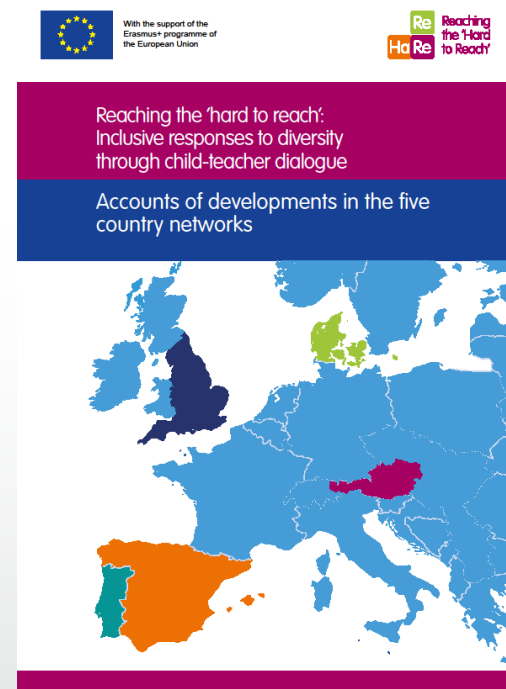 With the support of the
Erasmus+ programme of
the European Union
Re Reaching
the 'Hard
HaRe to Reach'
Reaching the 'hard to reach':
Inclusive responses to diversity
through child-teacher dialogue
Accounts of developments in the five
country networks